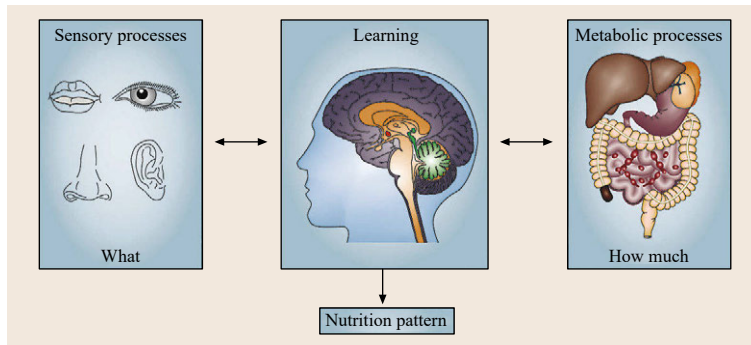 Sensory processes
What
Learning
Metabolic processes
How much
Nutrition pattern